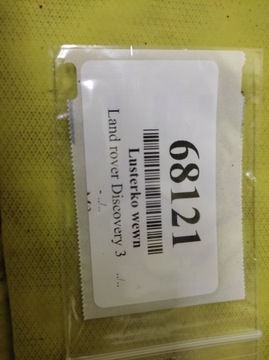 68121
Lusterko wewn
Land rover Discovery 3 ../..
- ../..